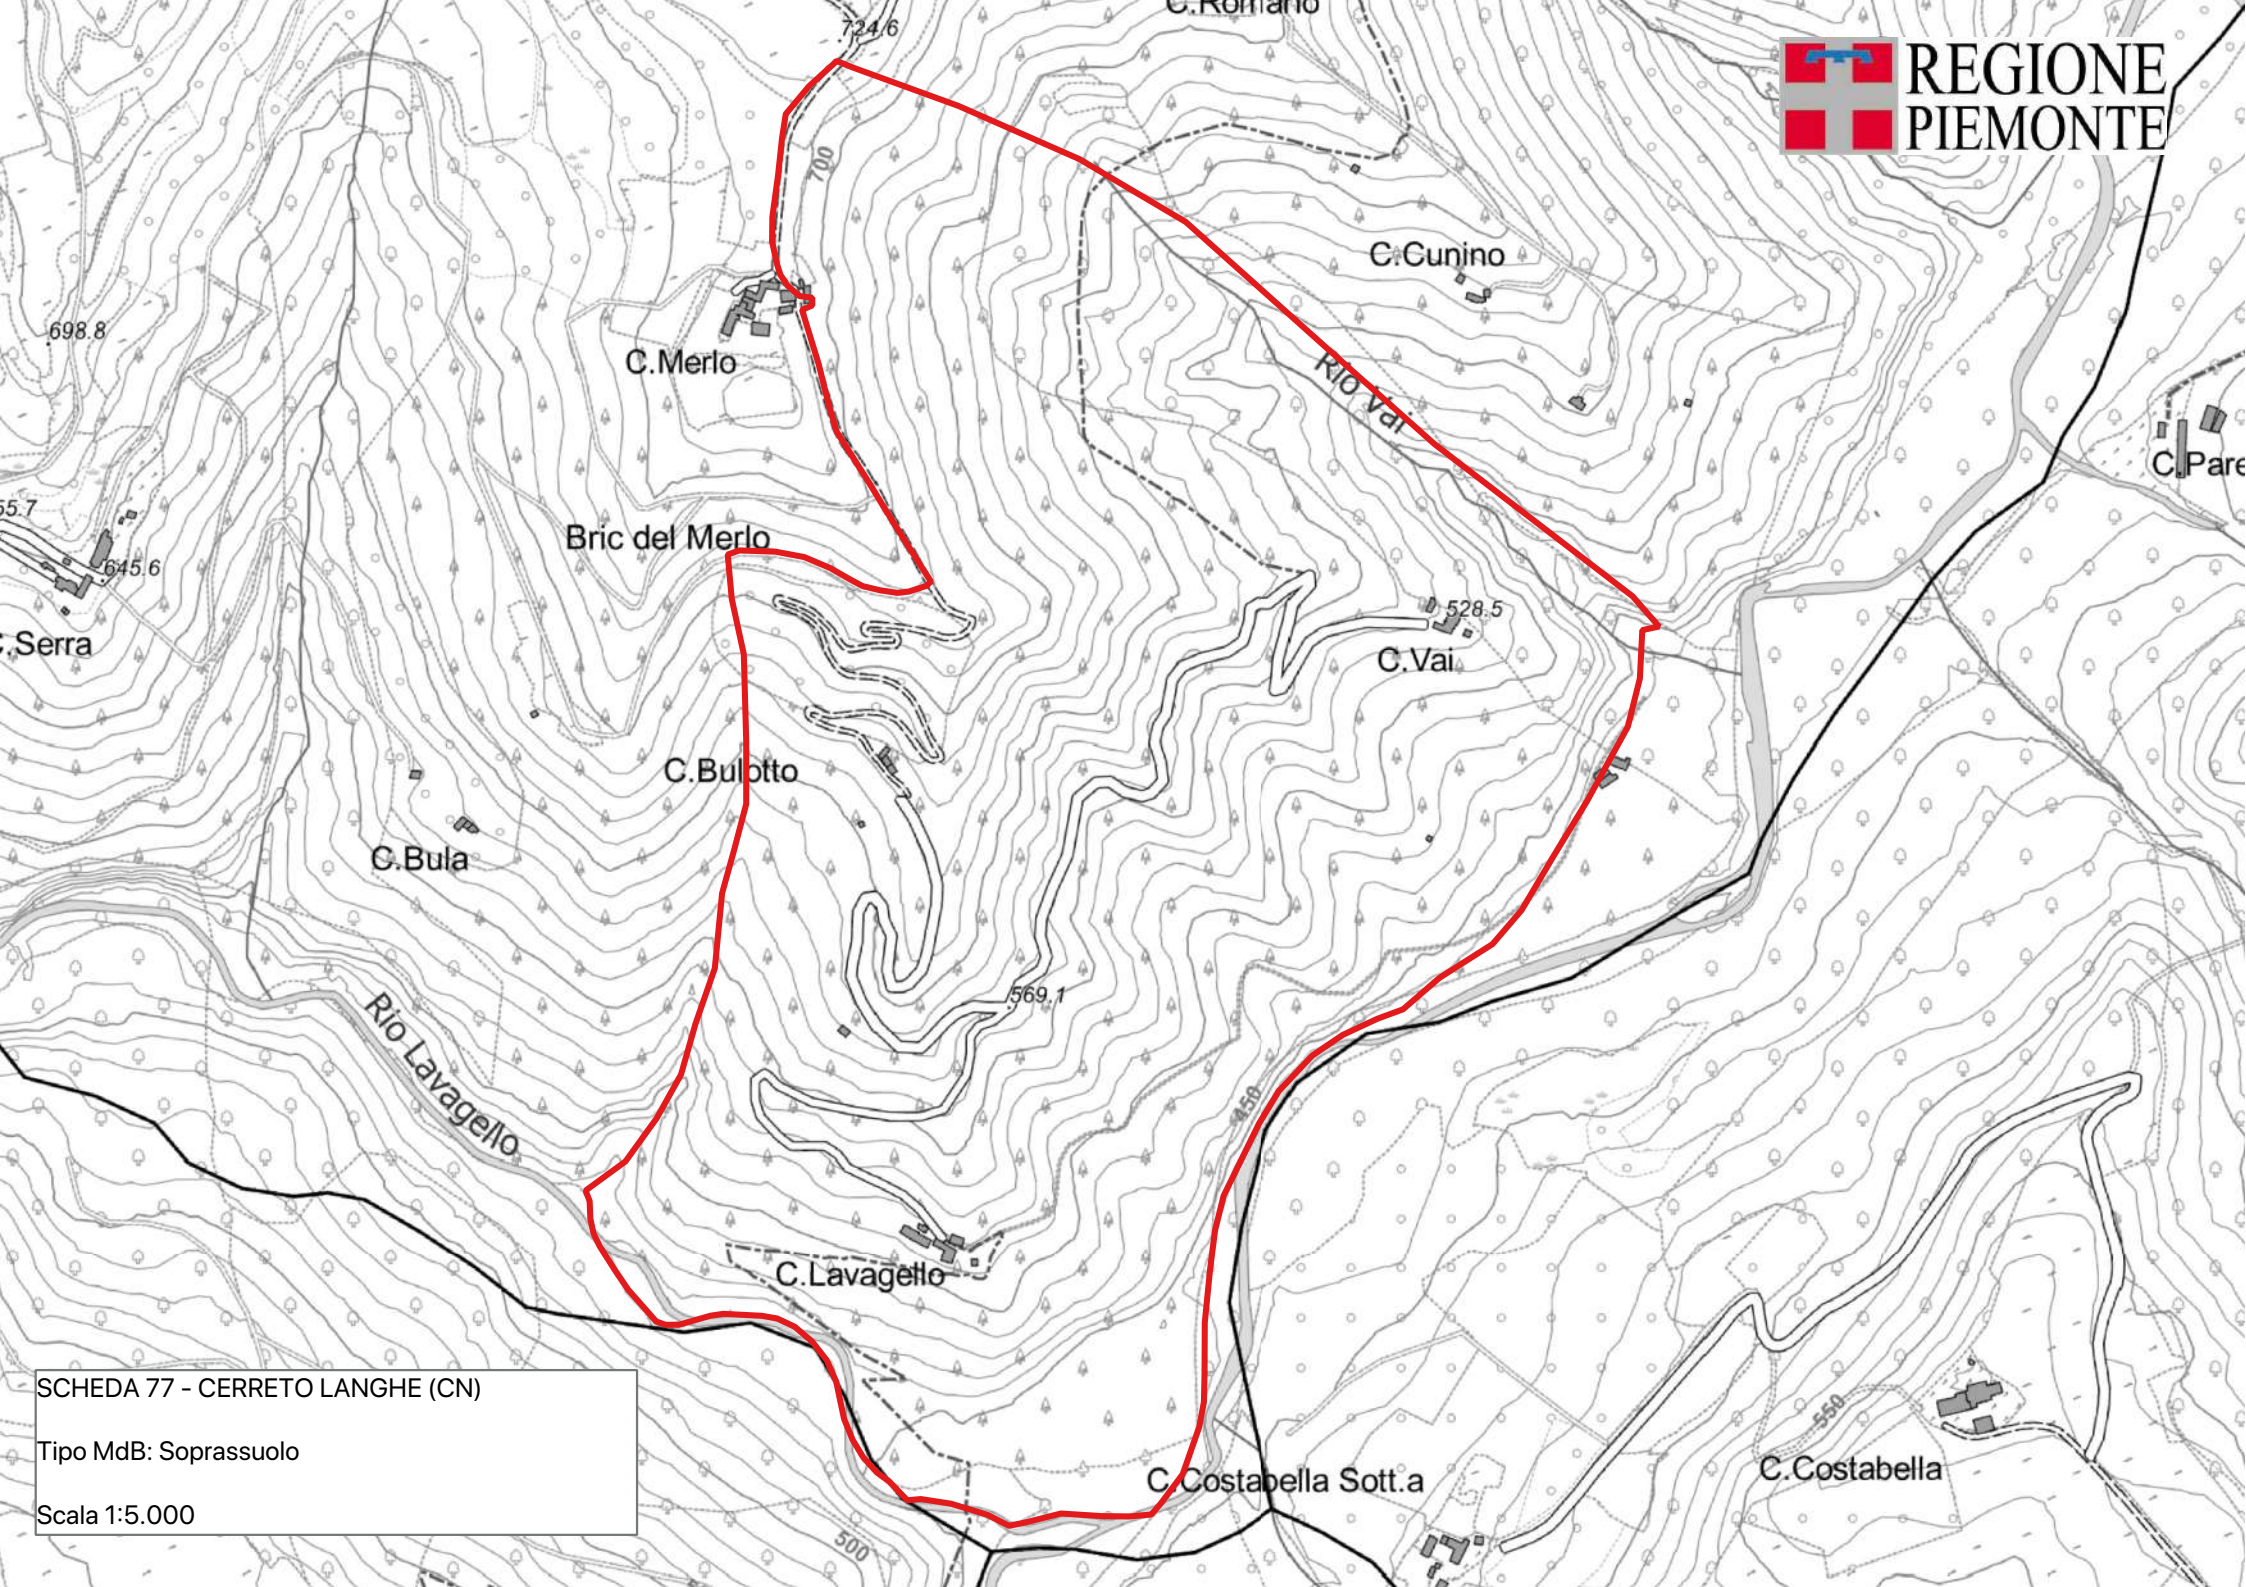 C.Romano
724.6
REGIONE
PIEMONTE
700
C.Cunino
698.8
C.Merlo
Rio Vai
C.Pare
55.7
Bric del Merlo
645.6
528.5
C.Serra
C.Vai
C.Bulotto
C.Bula
569.1
Rio Lavagello
450
C.Lavagello
SCHEDA 77 - CERRETO LANGHE (CN)
Tipo MdB: Soprassuolo
Scala 1:5.000
550
C.Costabella Sott.a
C.Costabella
500